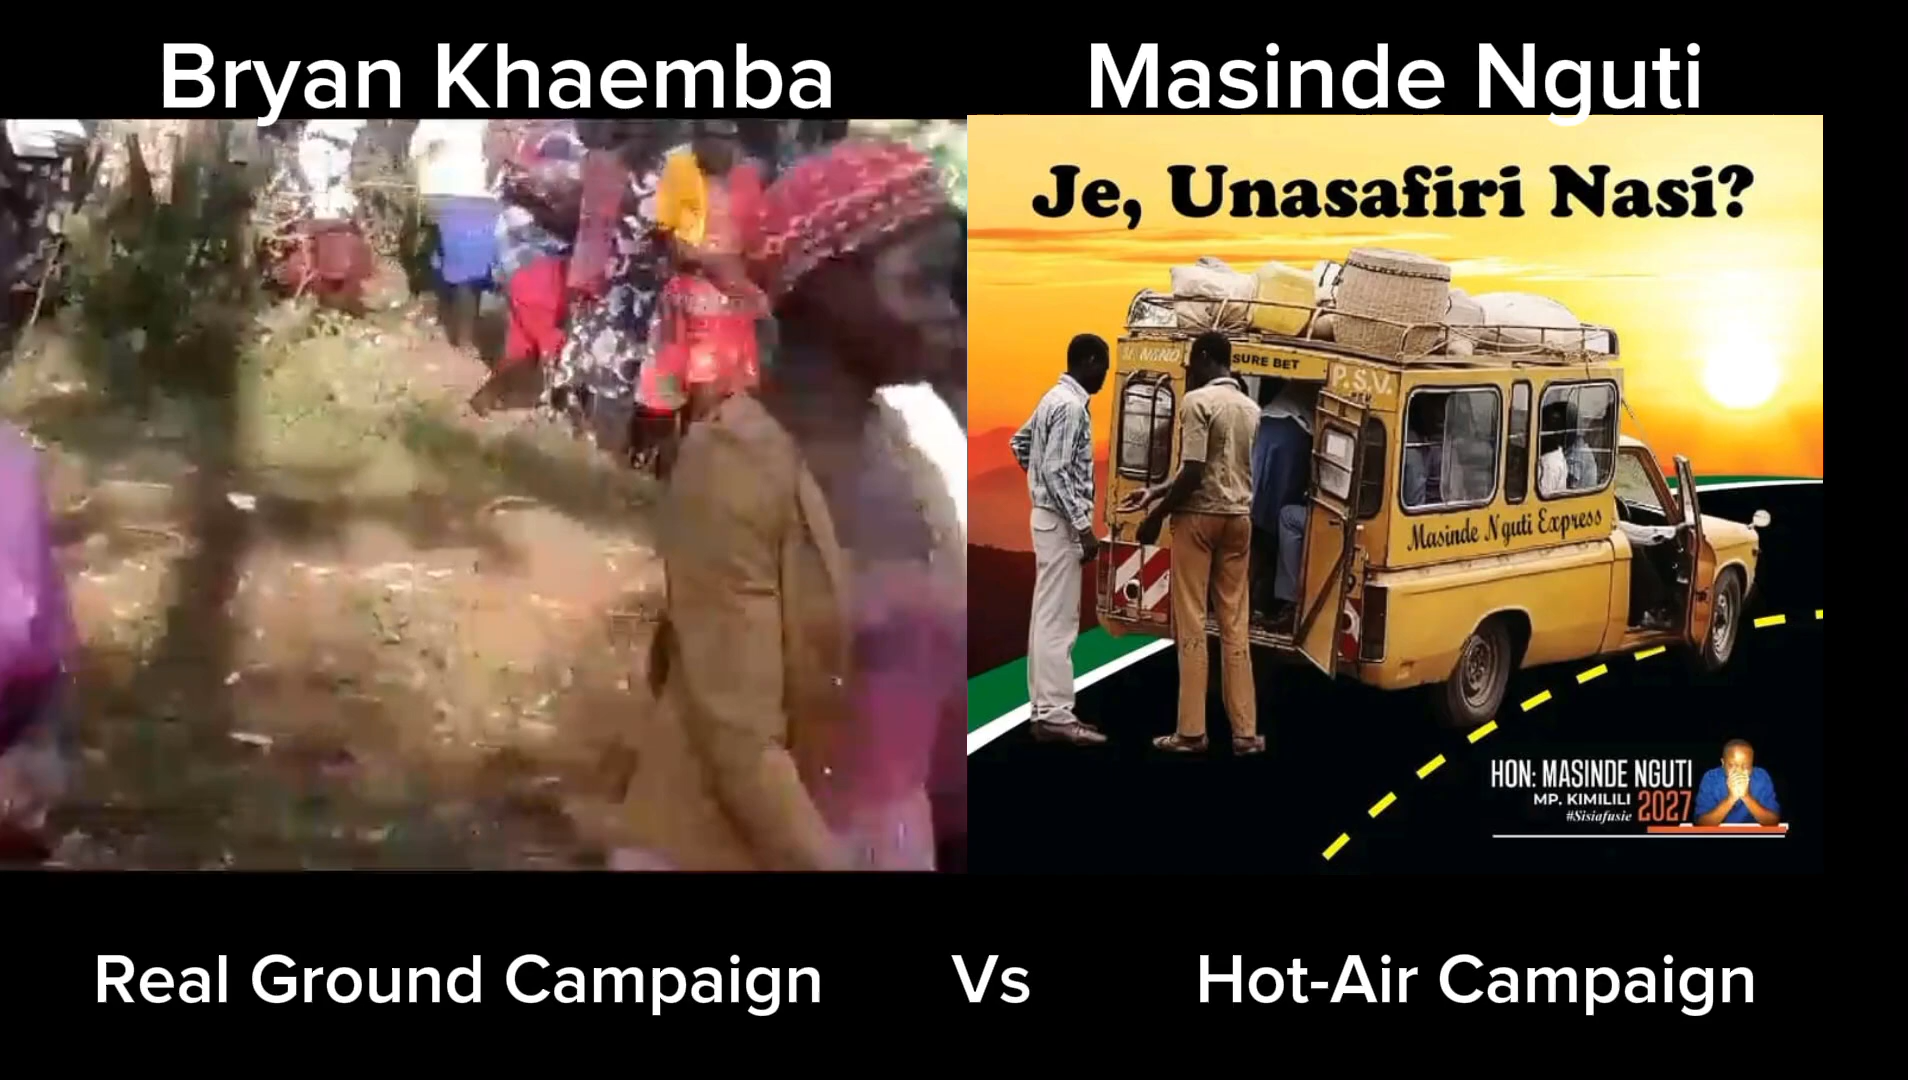 Bryan Khaemba
Masinde Nguti
Je, Unasafiri Nasi?
SURE BET
P.S.V.
Masinde Nguti Express
HON: MASINDE NGUTI
MP. KIMILILI 2027
#Sisiafusie
Real Ground Campaign Vs Hot-Air Campaign